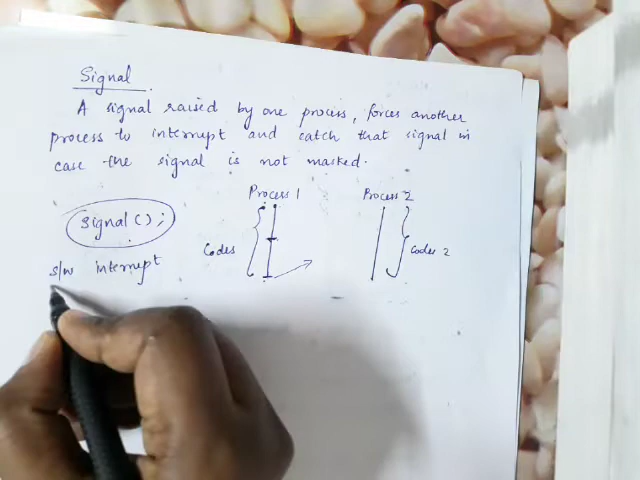 Signal
A signal raised by one process, forces another
process to interrupt and catch that signal in
case the signal is not masked.
Process 1 Process 2
Signal();
Codes Codes 2
s/w interrupt